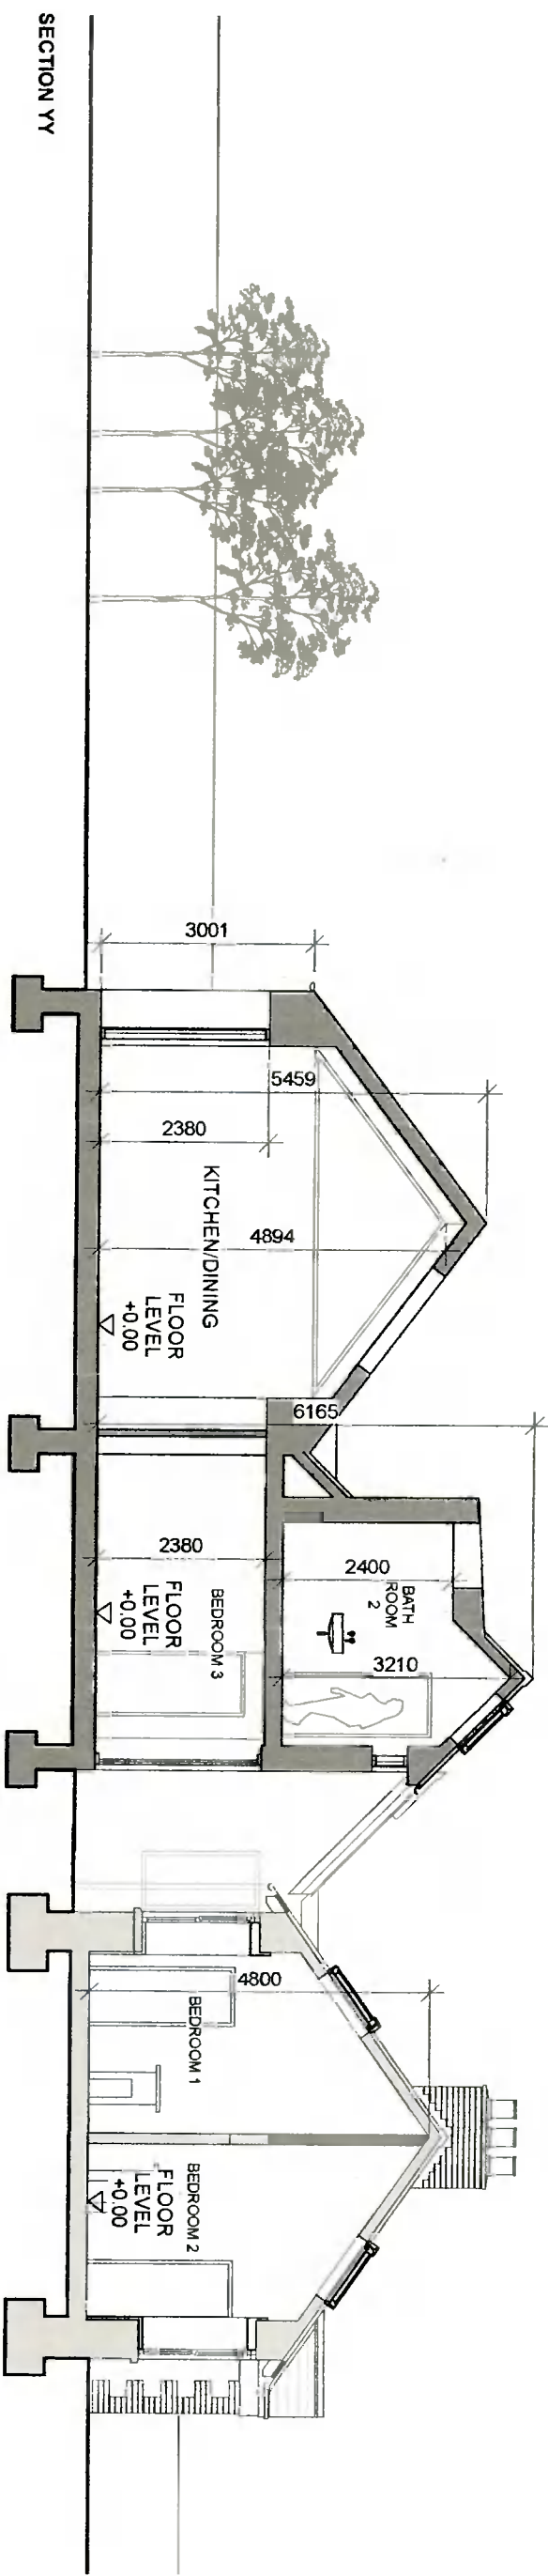 SECTION YY
3001
5459
2380
4894
KITCHEN/DINING
FLOOR
LEVEL
+0.00
6165
2380
BEDROOM 3
FLOOR
LEVEL
+0.00
2400
BATH
ROOM
2
3210
4800
BEDROOM 1
BEDROOM 2
FLOOR
LEVEL
+0.00